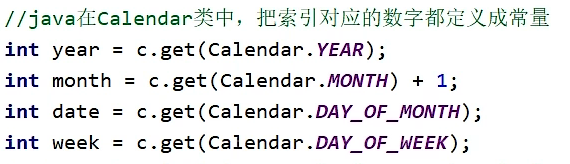 //java在Calendar类中，把索引对应的数字都定义成常量
int year = c.get(Calendar.YEAR);
int month = c.get(Calendar.MONTH) + 1;
int date = c.get(Calendar.DAY_OF_MONTH);
int week = c.get(Calendar.DAY_OF_WEEK);